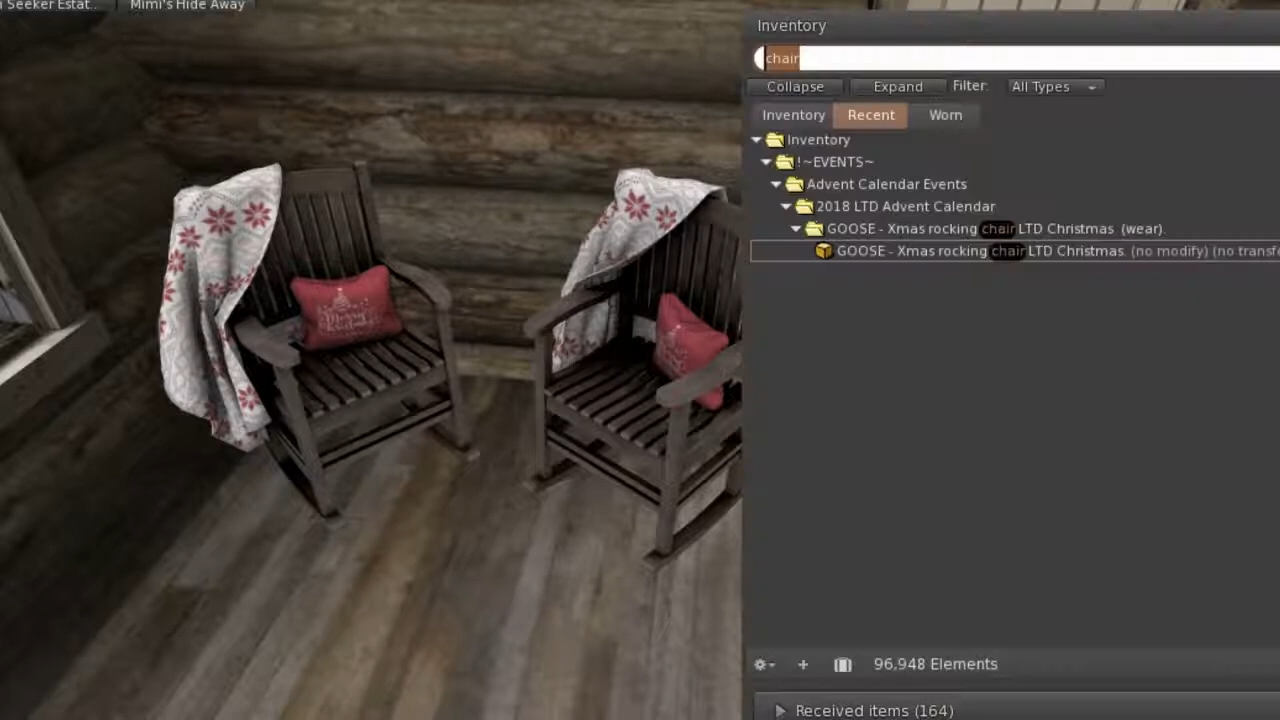 Seeker Estat..
Mimi's Hide Away
Inventory
chair
Collapse
Expand
Filter:
All Types
Inventory
Recent
Worn
Inventory
!~EVENTS~
Advent Calendar Events
2018 LTD Advent Calendar
GOOSE - Xmas rocking chair LTD Christmas (wear).
GOOSE - Xmas rocking chair LTD Christmas. (no modify) (no transf
Merry
96,948 Elements
Received items (164)